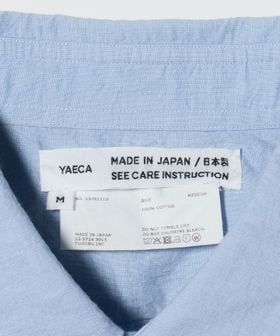 YAECA
MADE IN JAPAN / 日本製
SEE CARE INSTRUCTION
M
BLUE
MEDIUM
100% COTTON
MADE IN JAPAN
DO NOT TUMBLE DRY
DO NOT CHLORINE BLEACH